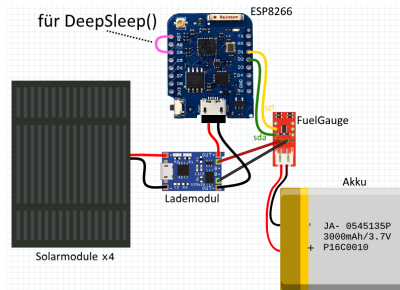 für DeepSleep()
ESP8266
scl
sda
FuelGauge
Lademodul
Akku
JA- 0545135P
3000mAh/3.7V
+ P16C0010
Solarmodule x4